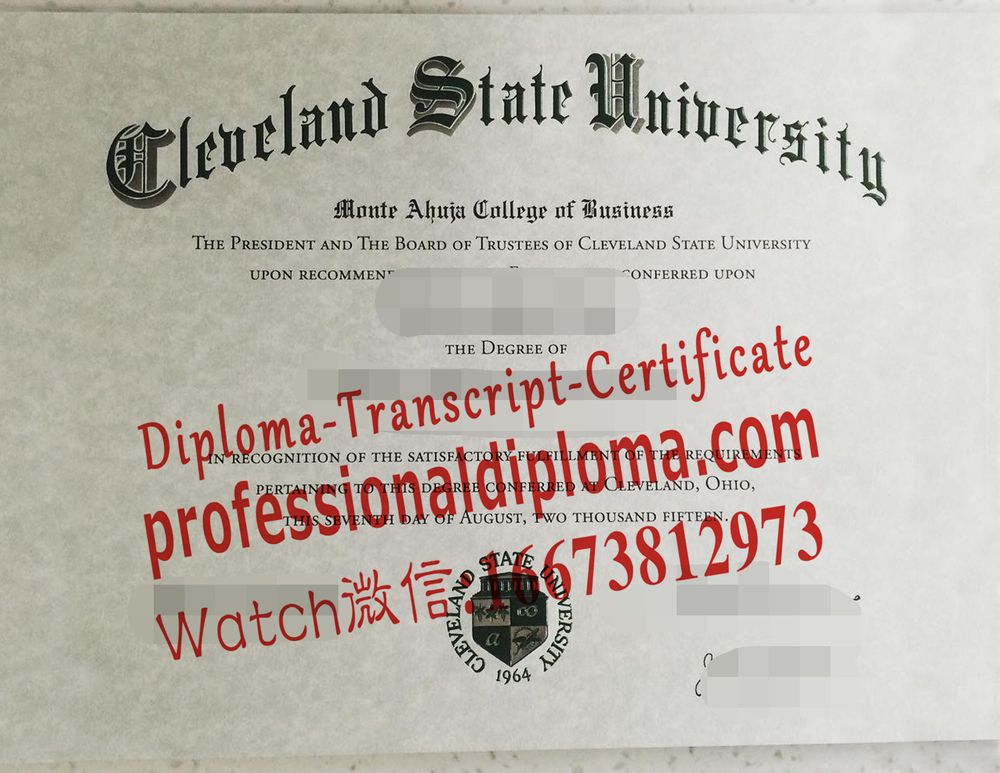 Cleveland State University
Monte Ahuja College of Business
THE PRESIDENT AND THE BOARD OF TRUSTEES OF CLEVELAND STATE UNIVERSITY
UPON CONFERRED UPON
THE DEGREE OF
Diploma-Transcript-Certificate
IN RECOGNITION OF THE SATISFACTORY FULFILLMENT OF THE REQUIREMENTS
professionaldiploma.com
PERTAINING TO THIS DEGREE CONFERRED AT CLEVELAND, OHIO,
THIS SEVENTH DAY OF AUGUST, TWO THOUSAND FIFTEEN.
Watch微信:16673812973
CLEVELAND STATE UNIVERSITY
1964